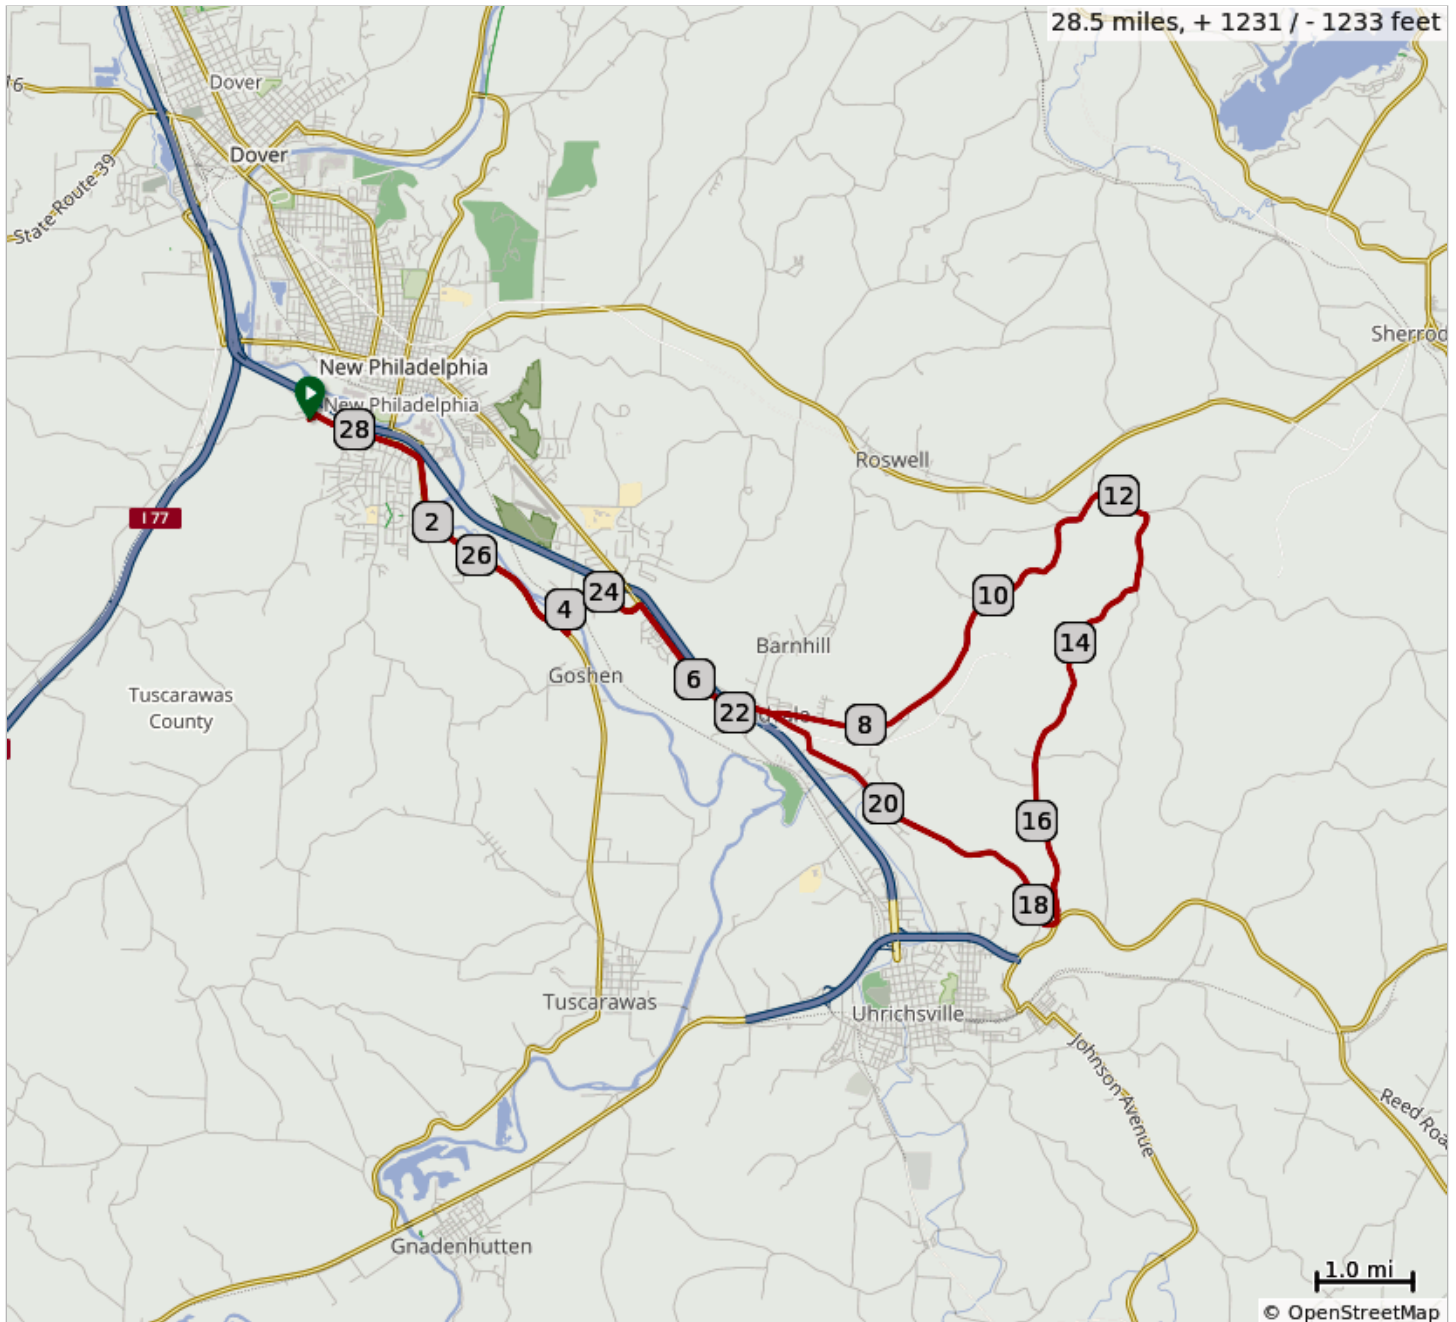 28.5 miles, + 1231 / - 1233 feet
Dover
16
Dover
State Route 39
Sherrod
New Philadelphia
New Philadelphia
28
Roswell
12
I 77
2
26
10
24
4
14
Barnhill
Goshen
6
Tuscarawas
County
22
8
20
16
18
Tuscarawas
Uhrichsville
Johnson Avenue
Reed Roa
Gnadenhutten
1.0 mi
© OpenStreetMap